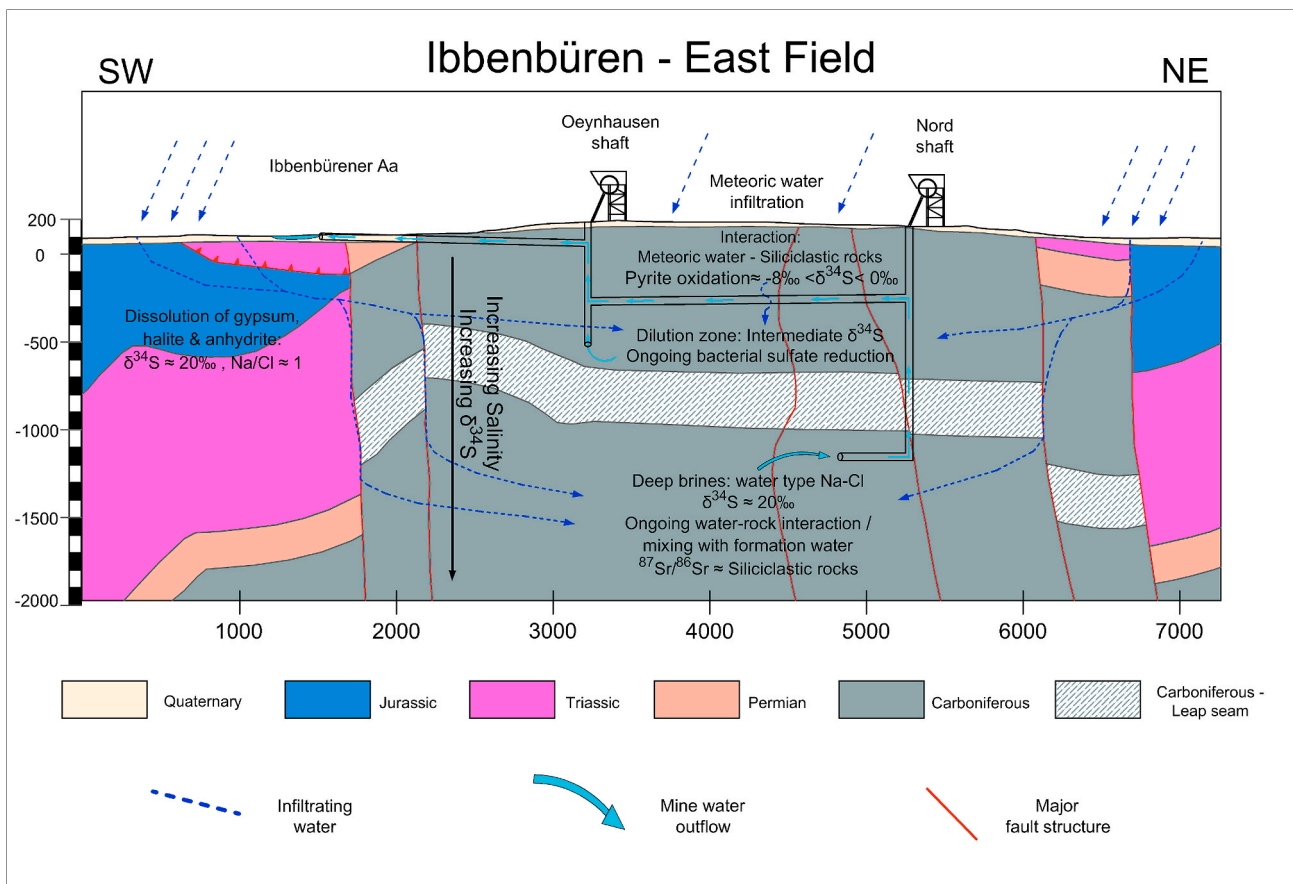 Ibbenbüren - East Field
SW
NE
Oeynhausen
shaft
Nord
shaft
Ibbenbürener Aa
Meteoric water
infiltration
200
0
-500
-1000
-1500
-2000
Interaction:
Meteoric water - Siliciclastic rocks
Pyrite oxidation≈ -8‰ <δ³⁴S< 0‰
Dissolution of gypsum,
halite & anhydrite:
δ³⁴S ≈ 20‰ , Na/Cl ≈ 1
Increasing Salinity
Increasing δ³⁴S
Dilution zone: Intermediate δ³⁴S
Ongoing bacterial sulfate reduction
Deep brines: water type Na-Cl
δ³⁴S ≈ 20‰
Ongoing water-rock interaction /
mixing with formation water
⁸⁷Sr/⁸⁶Sr ≈ Siliciclastic rocks
1000 2000 3000 4000 5000 6000 7000
Quaternary
Jurassic
Triassic
Permian
Carboniferous
Carboniferous -
Leap seam
Infiltrating
water
Mine water
outflow
Major
fault structure